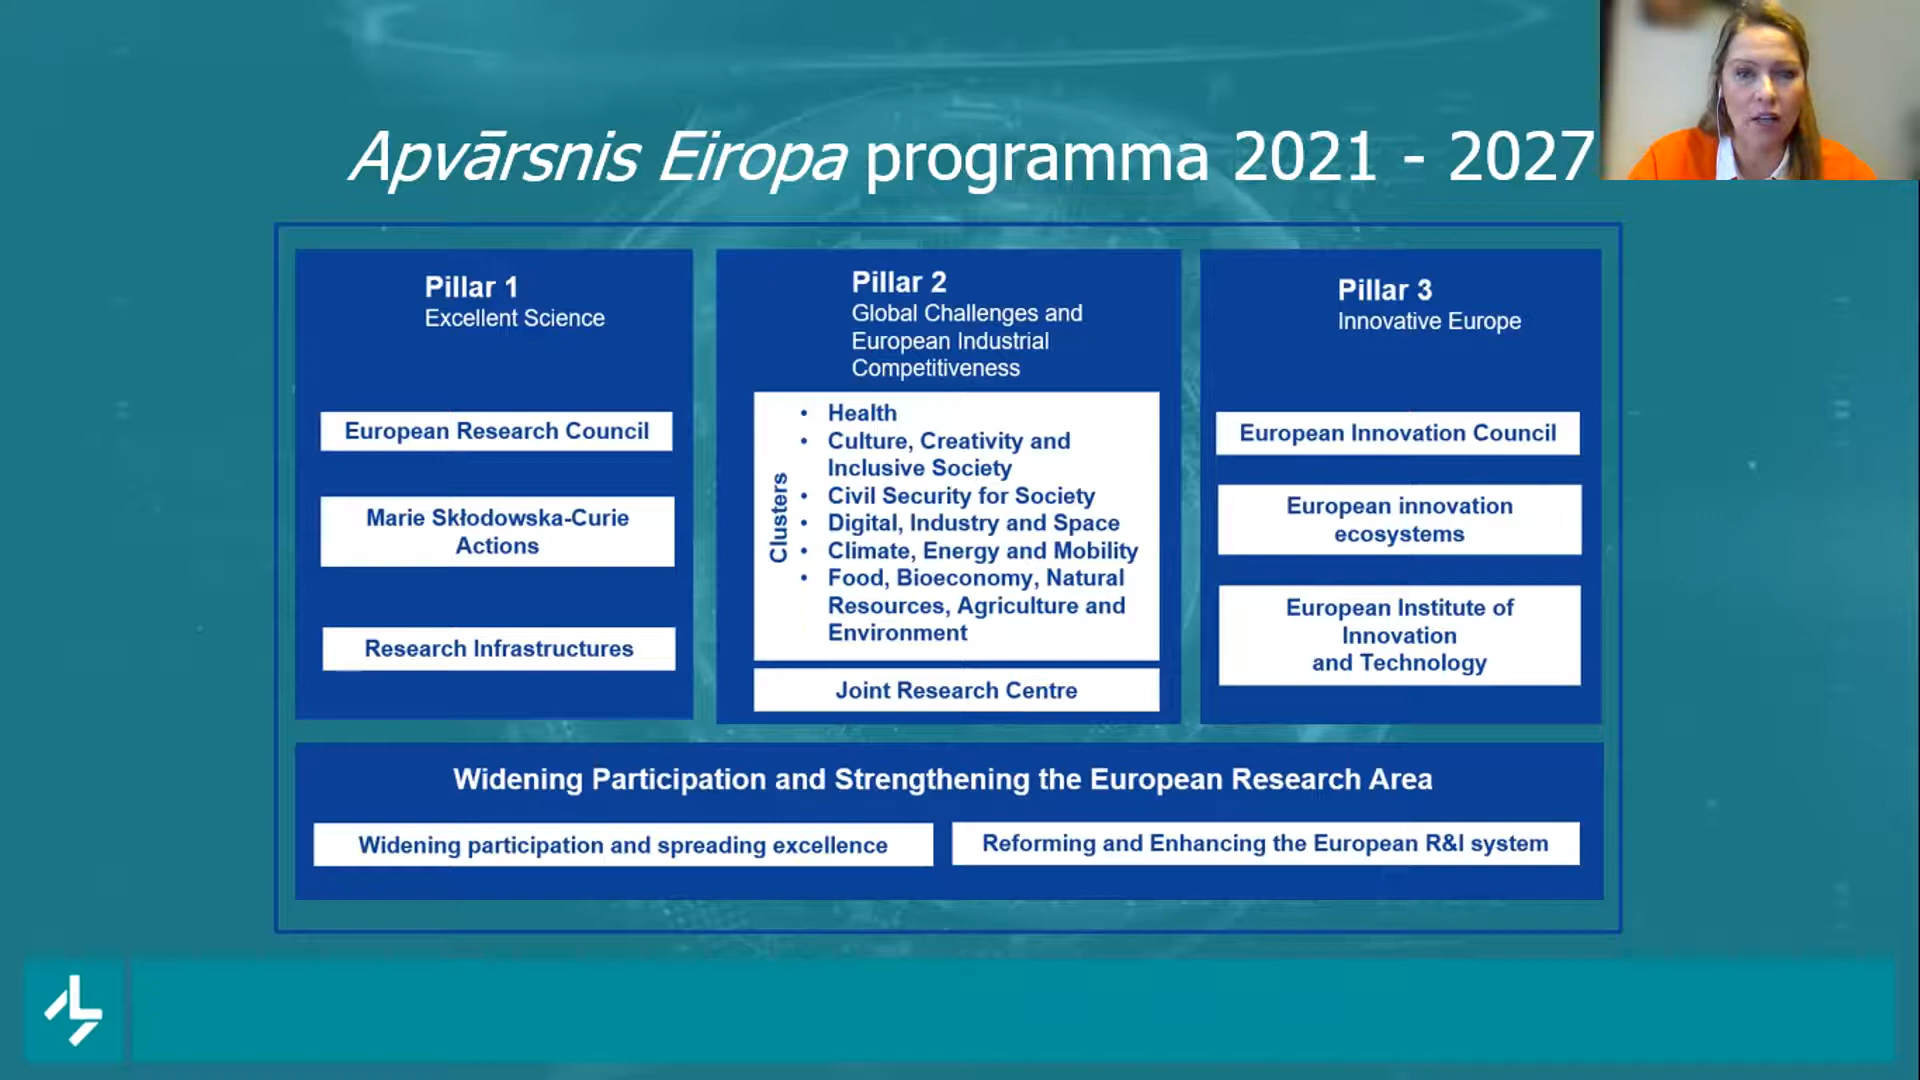 Apvārsnis Eiropa programma 2021 - 2027
Pillar 1
Excellent Science
European Research Council
Marie Skłodowska-Curie
Actions
Research Infrastructures
Pillar 2
Global Challenges and
European Industrial
Competitiveness
Clusters
• Health
• Culture, Creativity and
Inclusive Society
• Civil Security for Society
• Digital, Industry and Space
• Climate, Energy and Mobility
• Food, Bioeconomy, Natural
Resources, Agriculture and
Environment
Joint Research Centre
Pillar 3
Innovative Europe
European Innovation Council
European innovation
ecosystems
European Institute of
Innovation
and Technology
Widening Participation and Strengthening the European Research Area
Widening participation and spreading excellence
Reforming and Enhancing the European R&I system